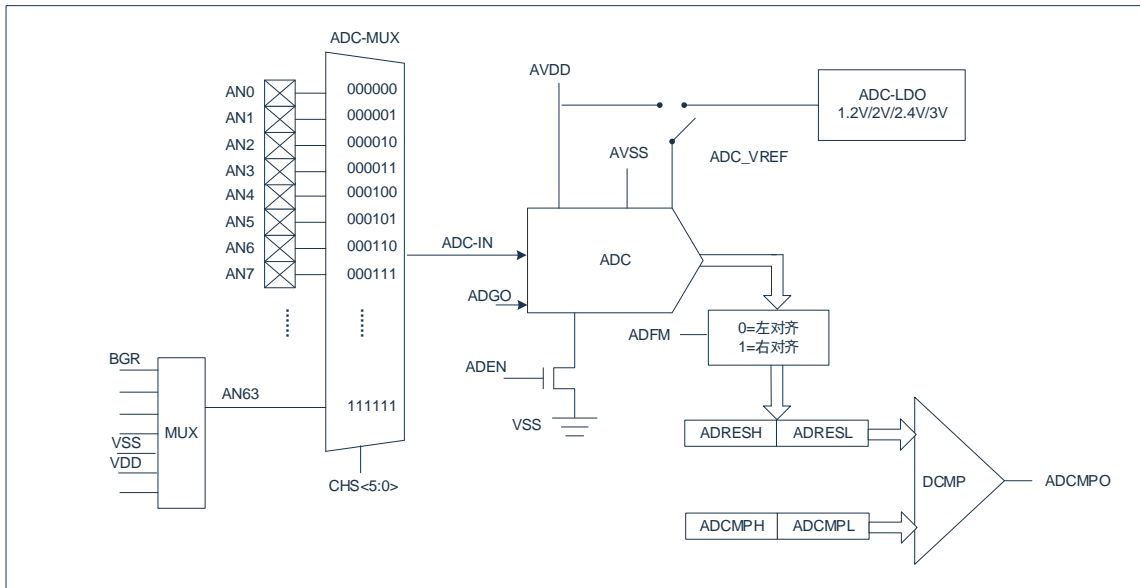 ADC-MUX
AN0
000000
AN1
000001
AN2
000010
AN3
000011
AN4
000100
AN5
000101
AN6
000110
AN7
000111
BGR
VSS
VDD
MUX
AN63
111111
CHS<5:0>
ADC-IN
ADGO
ADEN
VSS
AVDD
AVSS
ADC_VREF
ADC-LDO
1.2V/2V/2.4V/3V
ADC
ADFM
0=左对齐
1=右对齐
ADRESH
ADRESL
ADCMPH
ADCMPL
DCMP
ADCMPO